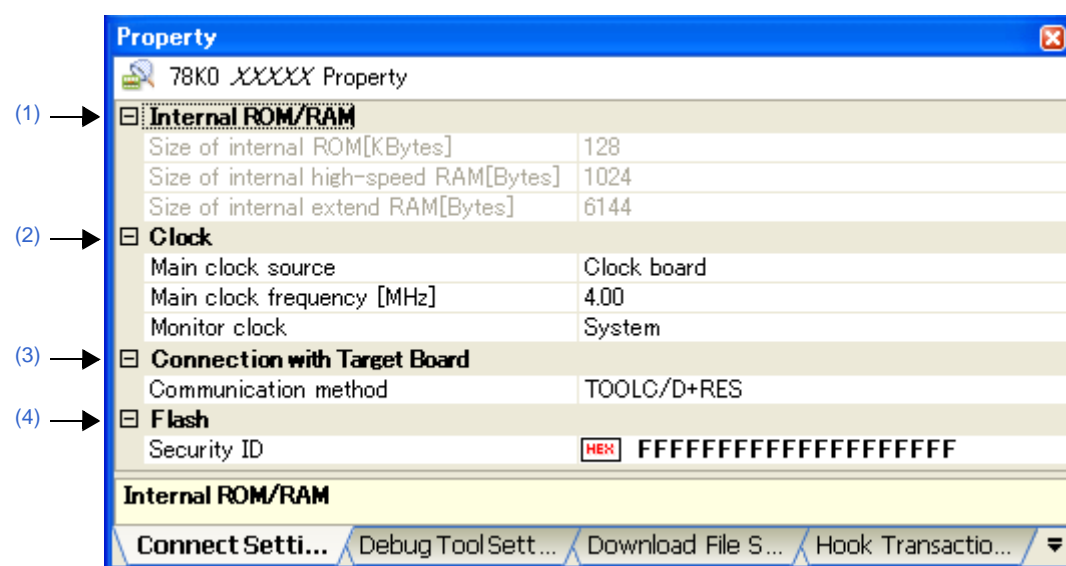 Property
78K0 XXXXX Property
(1) Internal ROM/RAM
Size of internal ROM[KBytes] 128
Size of internal high-speed RAM[Bytes] 1024
Size of internal extend RAM[Bytes] 6144
(2) Clock
Main clock source Clock board
Main clock frequency [MHz] 4.00
Monitor clock System
(3) Connection with Target Board
Communication method TOOLC/D+RES
(4) Flash
Security ID HEX FFFFFFFFFFFFFFFFFFFF
Internal ROM/RAM
Connect Setti... Debug Tool Sett... Download File S... Hook Transactio...